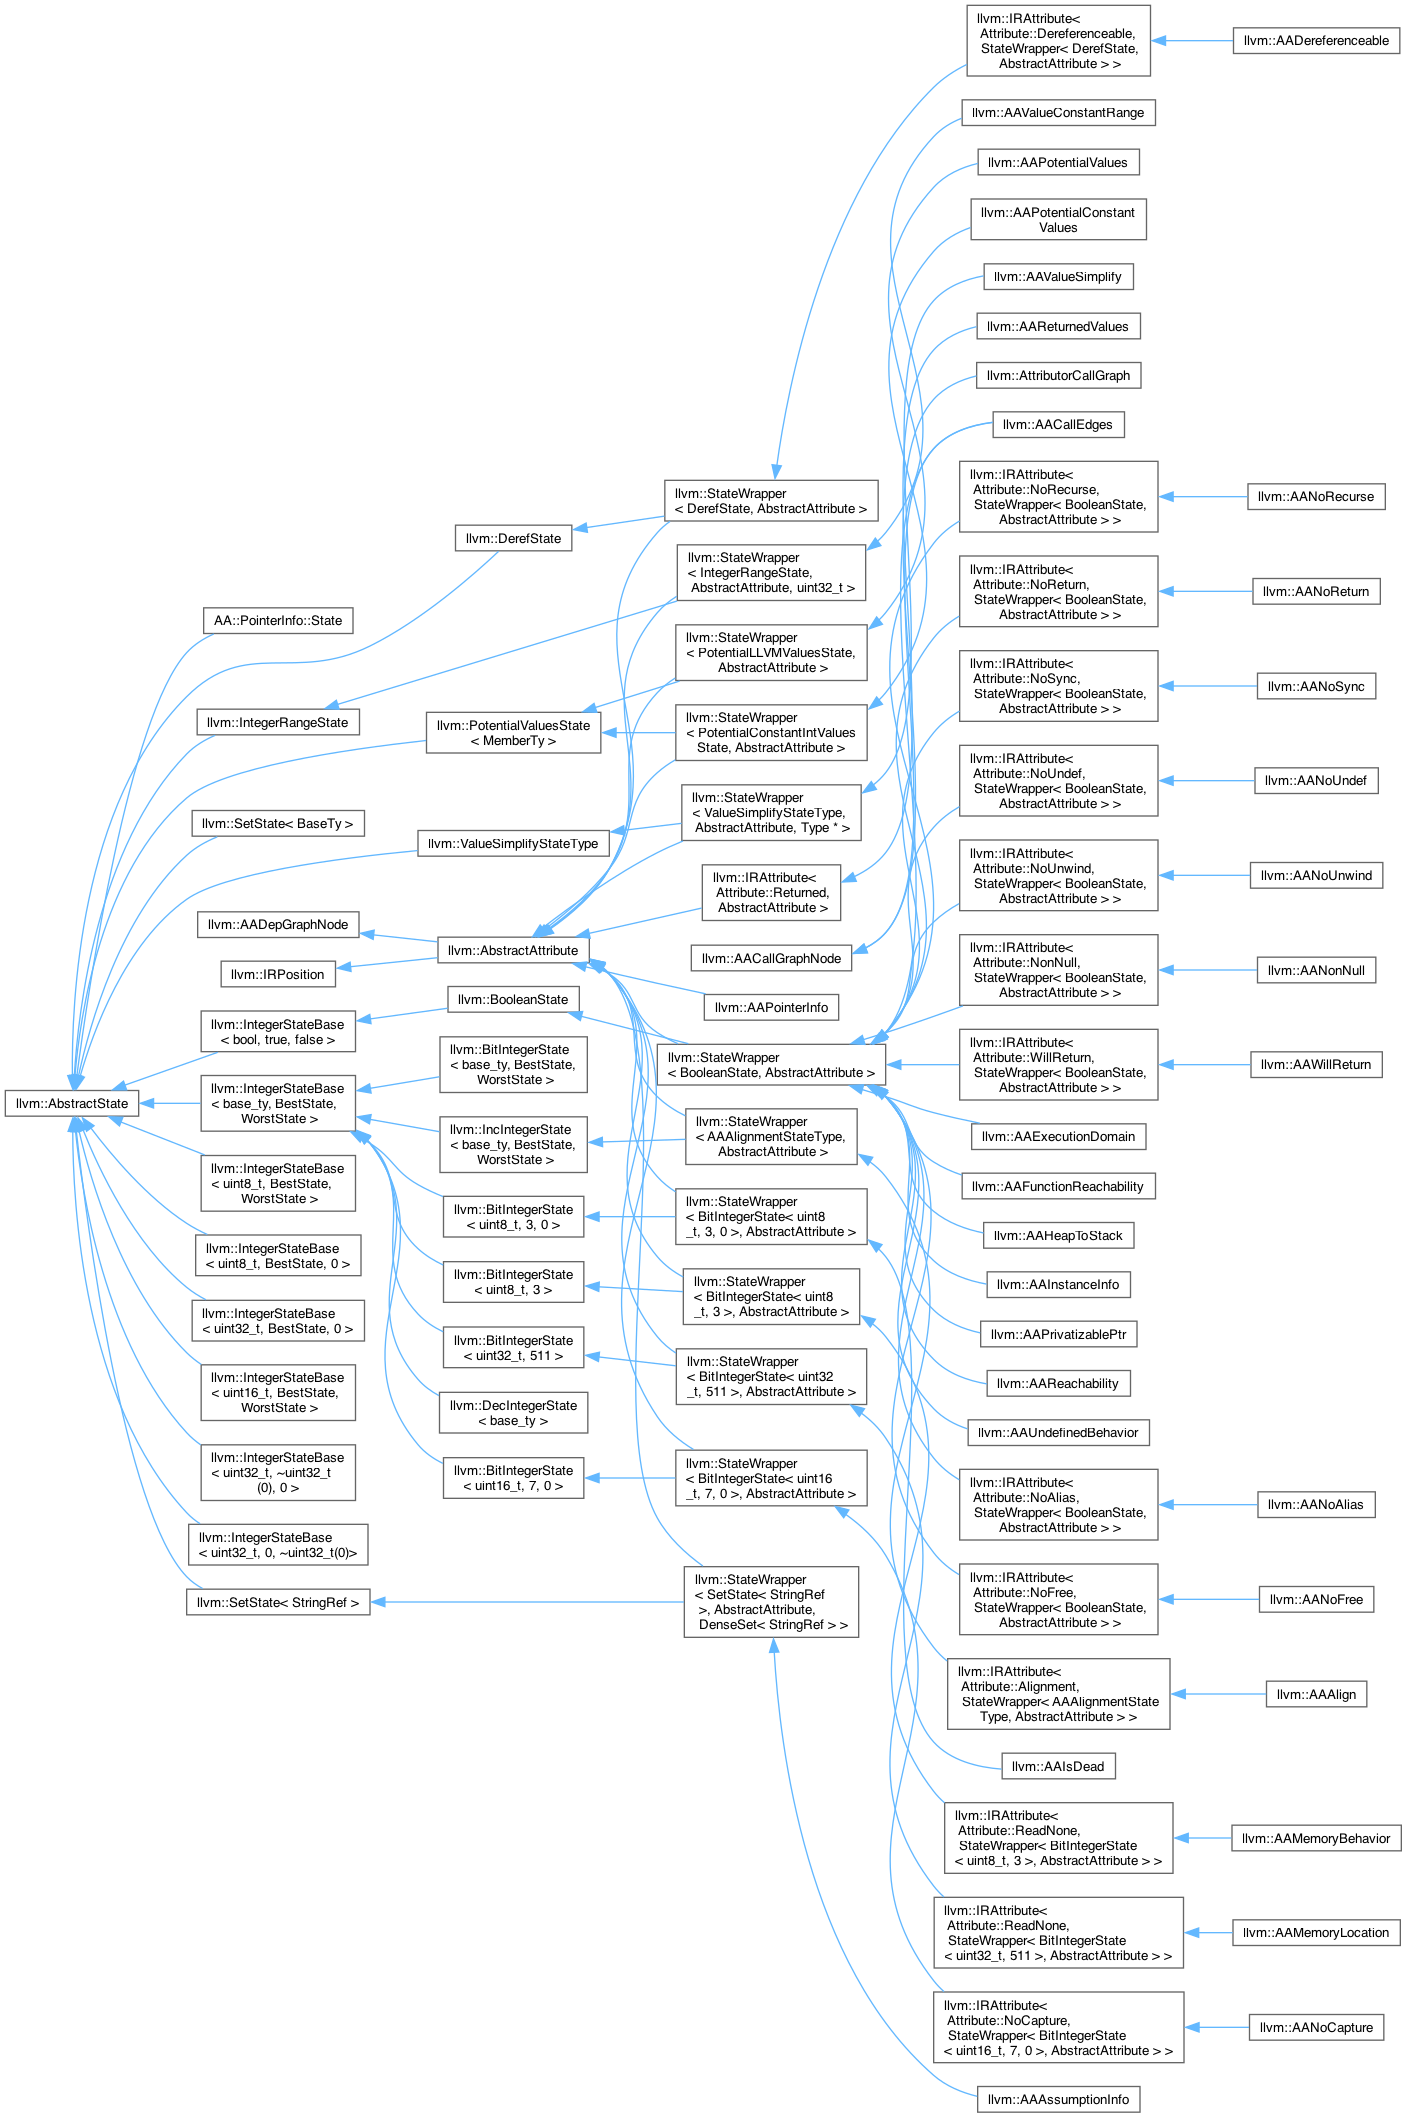 llvm::AbstractState
AA::PointerInfo::State
llvm::IntegerRangeState
llvm::SetState< BaseTy >
llvm::AADepGraphNode
llvm::IRPosition
llvm::IntegerStateBase
< bool, true, false >
llvm::IntegerStateBase
< base_ty, BestState,
WorstState >
llvm::IntegerStateBase
< uint8_t, BestState,
WorstState >
llvm::IntegerStateBase
< uint8_t, BestState, 0 >
llvm::IntegerStateBase
< uint32_t, BestState, 0 >
llvm::IntegerStateBase
< uint16_t, BestState,
WorstState >
llvm::IntegerStateBase
< uint32_t, ~uint32_t
(0), 0 >
llvm::IntegerStateBase
< uint32_t, 0, ~uint32_t(0)>
llvm::SetState< StringRef >
llvm::DerefState
llvm::PotentialValuesState
< MemberTy >
llvm::ValueSimplifyStateType
llvm::AbstractAttribute
llvm::BooleanState
llvm::BitIntegerState
< base_ty, BestState,
WorstState >
llvm::IncIntegerState
< base_ty, BestState,
WorstState >
llvm::BitIntegerState
< uint8_t, 3, 0 >
llvm::BitIntegerState
< uint8_t, 3 >
llvm::BitIntegerState
< uint32_t, 511 >
llvm::DecIntegerState
< base_ty >
llvm::BitIntegerState
< uint16_t, 7, 0 >
llvm::StateWrapper
< DerefState, AbstractAttribute >
llvm::StateWrapper
< IntegerRangeState,
AbstractAttribute, uint32_t >
llvm::StateWrapper
< PotentialLLVMValuesState,
AbstractAttribute >
llvm::StateWrapper
< PotentialConstantIntValues
State, AbstractAttribute >
llvm::StateWrapper
< ValueSimplifyStateType,
AbstractAttribute, Type * >
llvm::IRAttribute<
Attribute::Returned,
AbstractAttribute >
llvm::AACallGraphNode
llvm::AAPointerInfo
llvm::StateWrapper
< BooleanState, AbstractAttribute >
llvm::StateWrapper
< AAAlignmentStateType,
AbstractAttribute >
llvm::StateWrapper
< BitIntegerState< uint8
_t, 3, 0 >, AbstractAttribute >
llvm::StateWrapper
< BitIntegerState< uint8
_t, 3 >, AbstractAttribute >
llvm::StateWrapper
< BitIntegerState< uint32
_t, 511 >, AbstractAttribute >
llvm::StateWrapper
< BitIntegerState< uint16
_t, 7, 0 >, AbstractAttribute >
llvm::StateWrapper
< SetState< StringRef
>, AbstractAttribute,
DenseSet< StringRef > >
llvm::IRAttribute<
Attribute::Dereferenceable,
StateWrapper< DerefState,
AbstractAttribute > >
llvm::AAValueConstantRange
llvm::AAPotentialValues
llvm::AAPotentialConstant
Values
llvm::AAValueSimplify
llvm::AAReturnedValues
llvm::AttributorCallGraph
llvm::AACallEdges
llvm::IRAttribute<
Attribute::NoRecurse,
StateWrapper< BooleanState,
AbstractAttribute > >
llvm::IRAttribute<
Attribute::NoReturn,
StateWrapper< BooleanState,
AbstractAttribute > >
llvm::IRAttribute<
Attribute::NoSync,
StateWrapper< BooleanState,
AbstractAttribute > >
llvm::IRAttribute<
Attribute::NoUndef,
StateWrapper< BooleanState,
AbstractAttribute > >
llvm::IRAttribute<
Attribute::NoUnwind,
StateWrapper< BooleanState,
AbstractAttribute > >
llvm::IRAttribute<
Attribute::NonNull,
StateWrapper< BooleanState,
AbstractAttribute > >
llvm::IRAttribute<
Attribute::WillReturn,
StateWrapper< BooleanState,
AbstractAttribute > >
llvm::AAExecutionDomain
llvm::AAFunctionReachability
llvm::AAHeapToStack
llvm::AAInstanceInfo
llvm::AAPrivatizablePtr
llvm::AAReachability
llvm::AAUndefinedBehavior
llvm::IRAttribute<
Attribute::NoAlias,
StateWrapper< BooleanState,
AbstractAttribute > >
llvm::IRAttribute<
Attribute::NoFree,
StateWrapper< BooleanState,
AbstractAttribute > >
llvm::IRAttribute<
Attribute::Alignment,
StateWrapper< AAAlignmentState
Type, AbstractAttribute > >
llvm::AAIsDead
llvm::IRAttribute<
Attribute::ReadNone,
StateWrapper< BitIntegerState
< uint8_t, 3 >, AbstractAttribute > >
llvm::IRAttribute<
Attribute::ReadNone,
StateWrapper< BitIntegerState
< uint32_t, 511 >, AbstractAttribute > >
llvm::IRAttribute<
Attribute::NoCapture,
StateWrapper< BitIntegerState
< uint16_t, 7, 0 >, AbstractAttribute > >
llvm::AAAssumptionInfo
llvm::AADereferenceable
llvm::AANoRecurse
llvm::AANoReturn
llvm::AANoSync
llvm::AANoUndef
llvm::AANoUnwind
llvm::AANonNull
llvm::AAWillReturn
llvm::AANoAlias
llvm::AANoFree
llvm::AAAlign
llvm::AAMemoryBehavior
llvm::AAMemoryLocation
llvm::AANoCapture